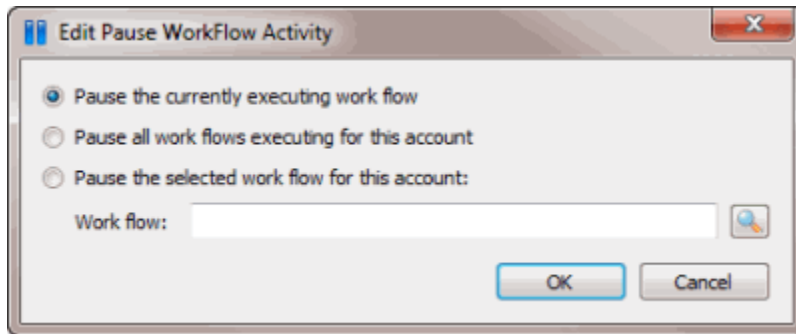 Edit Pause WorkFlow Activity
Pause the currently executing work flow
Pause all work flows executing for this account
Pause the selected work flow for this account:
Work flow:
OK Cancel